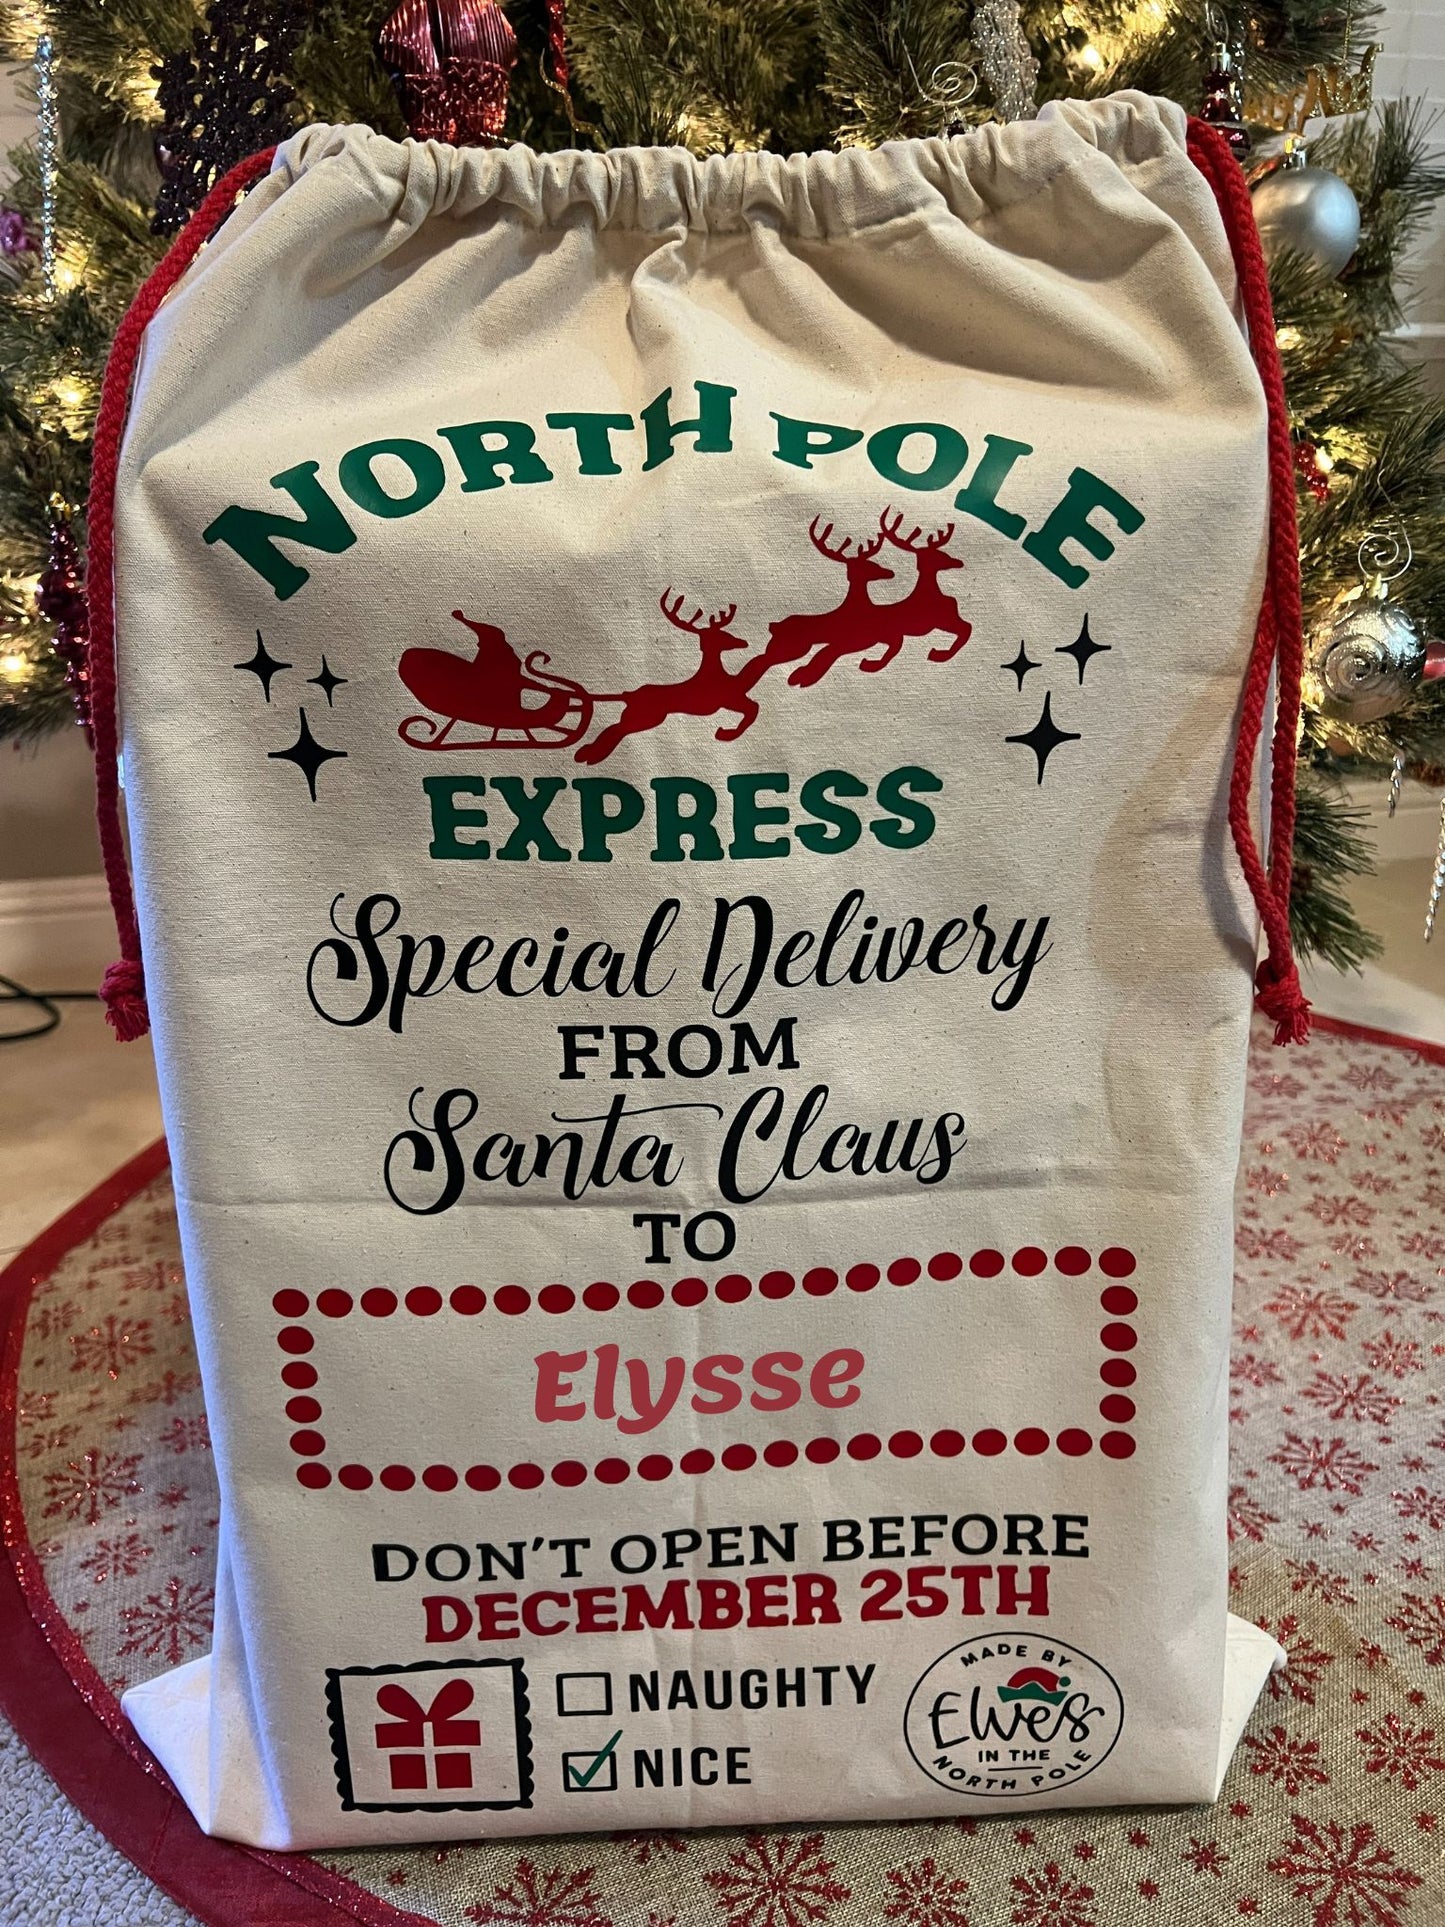 NORTH POLE
EXPRESS
Special Delivery
FROM
Santa Claus
TO
Elysse
DON'T OPEN BEFORE
DECEMBER 25TH
NAUGHTY
NICE
MADE BY
Elves
IN THE
NORTH POLE